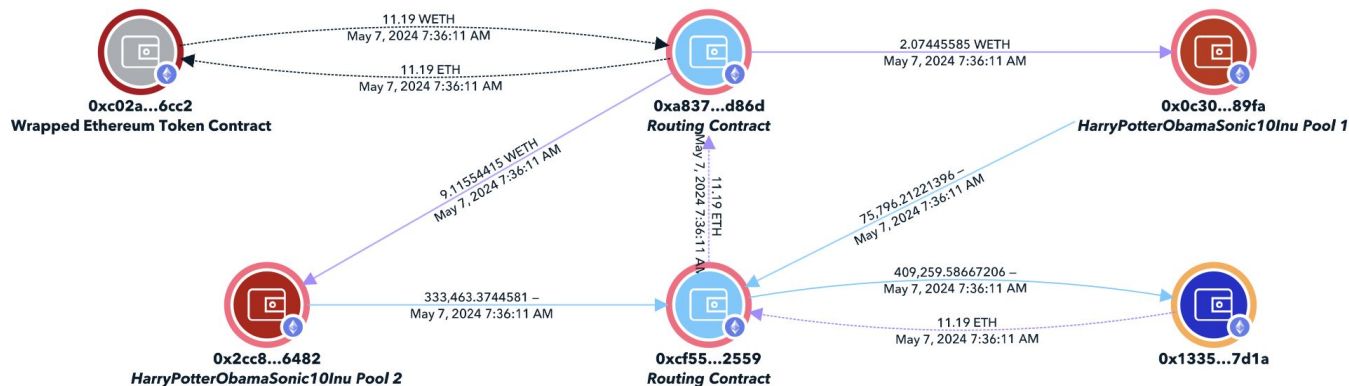 11.19 WETH
May 7, 2024 7:36:11 AM
11.19 ETH
May 7, 2024 7:36:11 AM
2.07445585 WETH
May 7, 2024 7:36:11 AM
0xc02a...6cc2
Wrapped Ethereum Token Contract
0xa837...d86d
Routing Contract
0x0c30...89fa
HarryPotterObamaSonic10Inu Pool 1
9.11554415 WETH
May 7, 2024 7:36:11 AM
11.19 ETH
May 7, 2024 7:36:11 AM
75,796.21221396 –
May 7, 2024 7:36:11 AM
333,463.3744581 –
May 7, 2024 7:36:11 AM
409,259.58667206 –
May 7, 2024 7:36:11 AM
11.19 ETH
May 7, 2024 7:36:11 AM
0x2cc8...6482
HarryPotterObamaSonic10Inu Pool 2
0xcf55...2559
Routing Contract
0x1335...7d1a